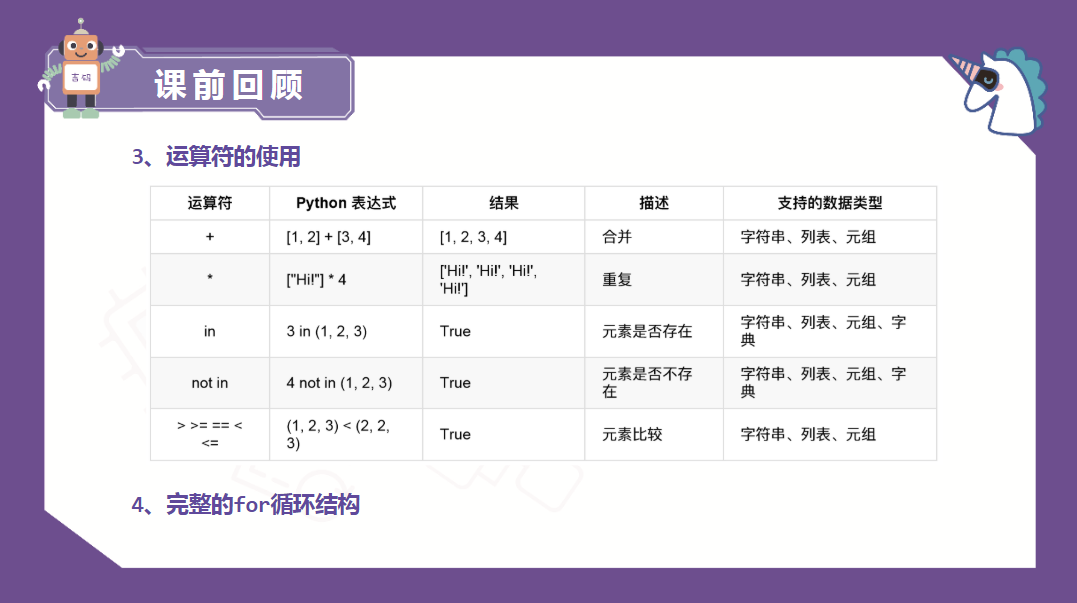 吉码
课前回顾
3、运算符的使用
运算符 Python 表达式 结果 描述 支持的数据类型
+ [1, 2] + [3, 4] [1, 2, 3, 4] 合并 字符串、列表、元组
* ["Hi!"] * 4 ['Hi!', 'Hi!', 'Hi!',
'Hi!'] 重复 字符串、列表、元组
in 3 in (1, 2, 3) True 元素是否存在 字符串、列表、元组、字
典
not in 4 not in (1, 2, 3) True 元素是否不存
在 字符串、列表、元组、字
典
> >= == <
<= (1, 2, 3) < (2, 2,
3) True 元素比较 字符串、列表、元组
4、完整的for循环结构